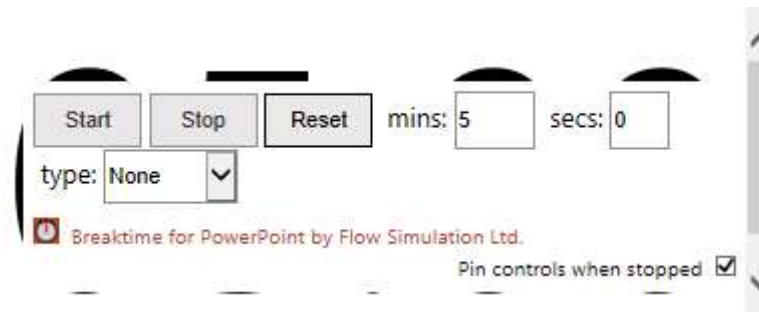 Start Stop Reset mins: 5 secs: 0
type: None
Breaktime for PowerPoint by Flow Simulation Ltd.
Pin controls when stopped